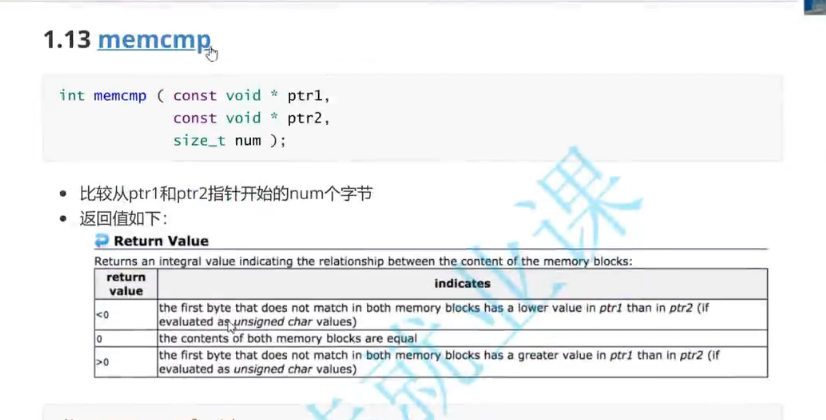 1.13 memcmp
int memcmp ( const void * ptr1,
const void * ptr2,
size_t num );
比较从ptr1和ptr2指针开始的num个字节
返回值如下：
Return Value
Returns an integral value indicating the relationship between the content of the memory blocks:
return value
indicates
<0
the first byte that does not match in both memory blocks has a lower value in ptr1 than in ptr2 (if
evaluated as unsigned char values)
0
the contents of both memory blocks are equal
>0
the first byte that does not match in both memory blocks has a greater value in ptr1 than in ptr2 (if
evaluated as unsigned char values)
就业课